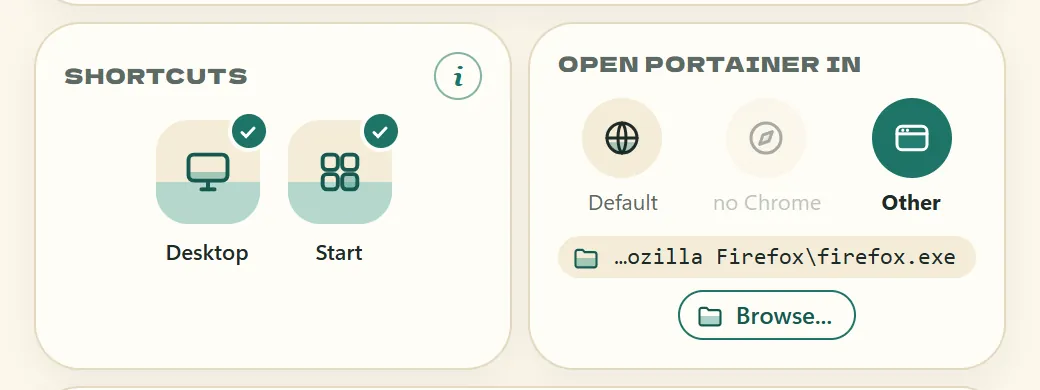 SHORTCUTS
i
Desktop
Start
OPEN PORTAINER IN
Default
no Chrome
Other
…ozilla Firefox\firefox.exe
Browse...